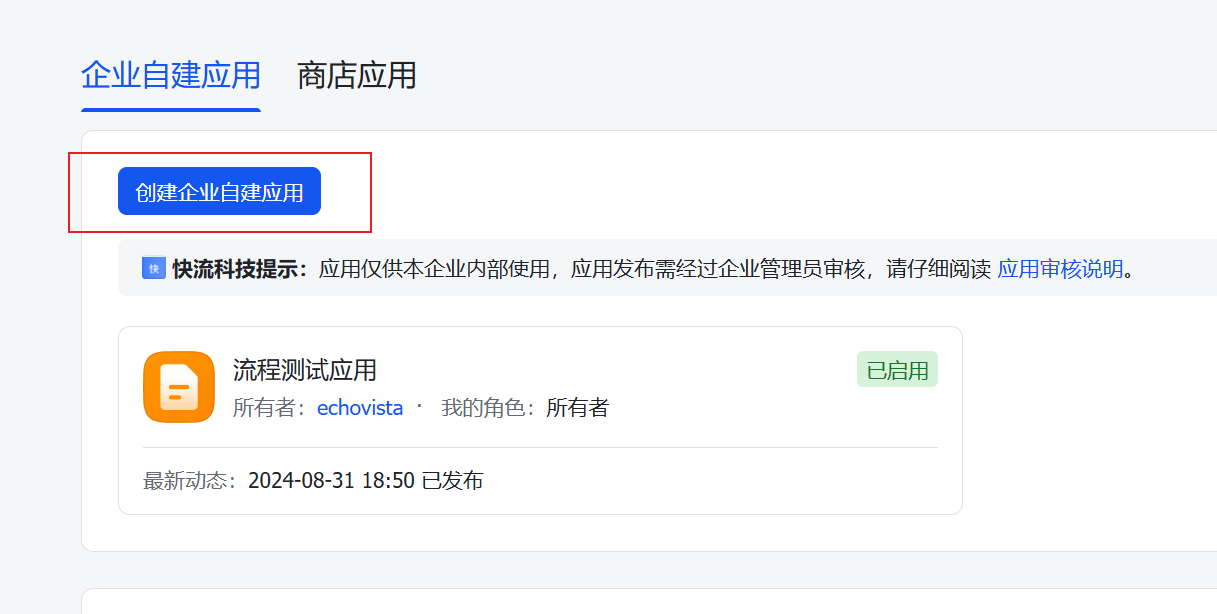 企业自建应用 商店应用
创建企业自建应用
快 快流科技提示：应用仅供本企业内部使用，应用发布需经过企业管理员审核，请仔细阅读 应用审核说明。
流程测试应用 已启用
所有者：echovista · 我的角色：所有者
最新动态：2024-08-31 18:50 已发布